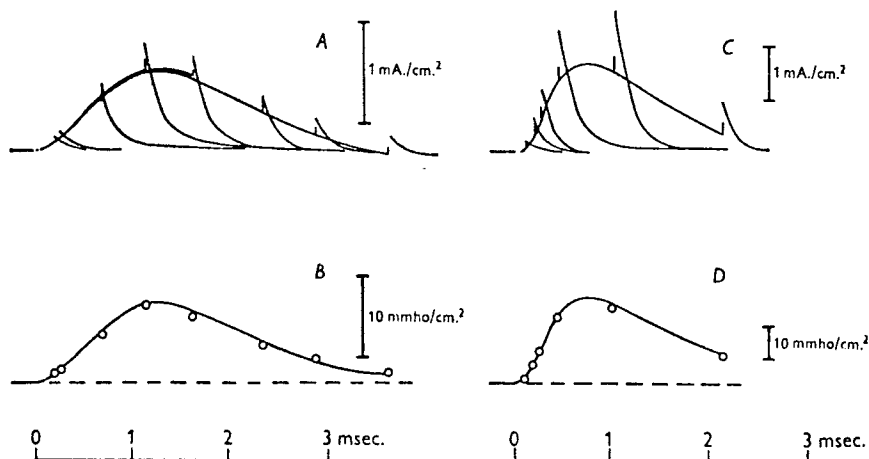 A
1 mA./cm.²
C
1 mA./cm.²
B
10 mmho/cm.²
D
10 mmho/cm.²
0 1 2 3 msec.
0 1 2 3 msec.